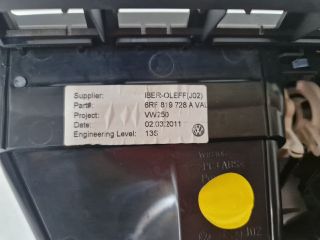 Supplier: IBER-OLEFF(J02)
Part#: 6RF 819 728 A VAL
Project: VW250
Date: 02.03.2011
Engineering Level: 13S